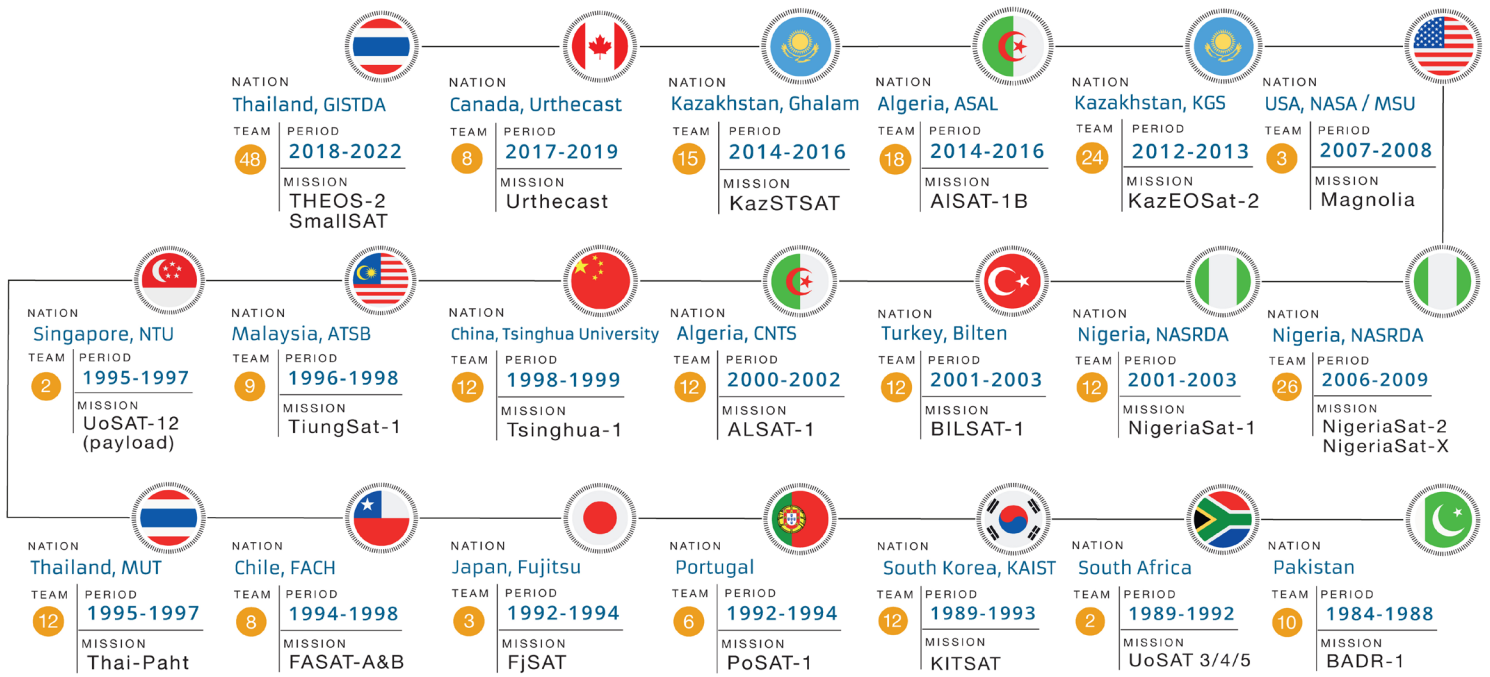 NATION
Thailand, GISTDA
TEAM
48
PERIOD
2018-2022
MISSION
THEOS-2
SmallSAT
NATION
Canada, Urthecast
TEAM
8
PERIOD
2017-2019
MISSION
Urthecast
NATION
Kazakhstan, Ghalam
TEAM
15
PERIOD
2014-2016
MISSION
KazSTSAT
NATION
Algeria, ASAL
TEAM
18
PERIOD
2014-2016
MISSION
AlSAT-1B
NATION
Kazakhstan, KGS
TEAM
24
PERIOD
2012-2013
MISSION
KazEOSat-2
NATION
USA, NASA / MSU
TEAM
3
PERIOD
2007-2008
MISSION
Magnolia
NATION
Singapore, NTU
TEAM
2
PERIOD
1995-1997
MISSION
UoSAT-12
(payload)
NATION
Malaysia, ATSB
TEAM
9
PERIOD
1996-1998
MISSION
TiungSat-1
NATION
China, Tsinghua University
TEAM
12
PERIOD
1998-1999
MISSION
Tsinghua-1
NATION
Algeria, CNTS
TEAM
12
PERIOD
2000-2002
MISSION
ALSAT-1
NATION
Turkey, Bilten
TEAM
12
PERIOD
2001-2003
MISSION
BILSAT-1
NATION
Nigeria, NASRDA
TEAM
12
PERIOD
2001-2003
MISSION
NigeriaSat-1
NATION
Nigeria, NASRDA
TEAM
26
PERIOD
2006-2009
MISSION
NigeriaSat-2
NigeriaSat-X
NATION
Thailand, MUT
TEAM
12
PERIOD
1995-1997
MISSION
Thai-Paht
NATION
Chile, FACH
TEAM
8
PERIOD
1994-1998
MISSION
FASAT-A&B
NATION
Japan, Fujitsu
TEAM
3
PERIOD
1992-1994
MISSION
FjSAT
NATION
Portugal
TEAM
6
PERIOD
1992-1994
MISSION
PoSAT-1
NATION
South Korea, KAIST
TEAM
12
PERIOD
1989-1993
MISSION
KITSAT
NATION
South Africa
TEAM
2
PERIOD
1989-1992
MISSION
UoSAT 3/4/5
NATION
Pakistan
TEAM
10
PERIOD
1984-1988
MISSION
BADR-1